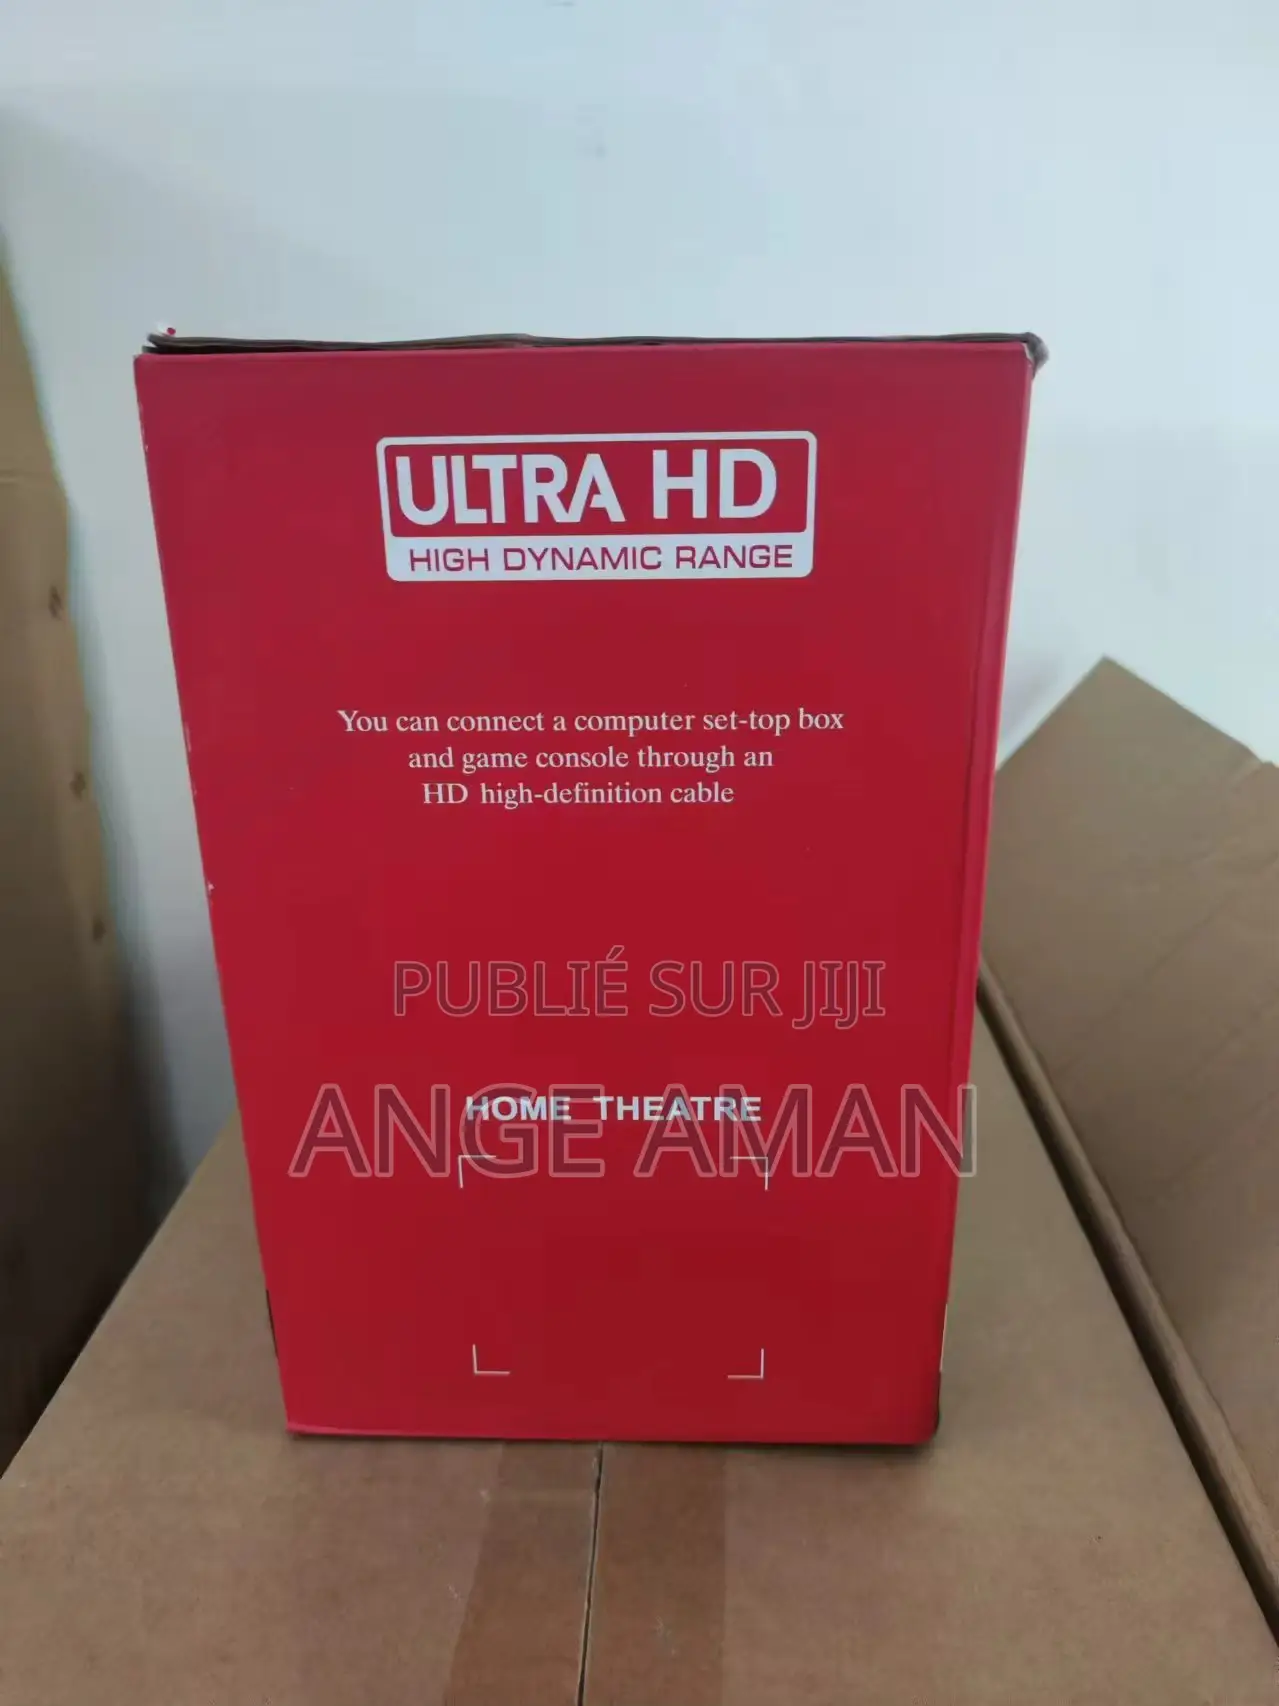 ULTRA HD
HIGH DYNAMIC RANGE
You can connect a computer set-top box
and game console through an
HD high-definition cable
PUBLIÉ SUR JIJI
HOME THEATRE
ANGE AMAN